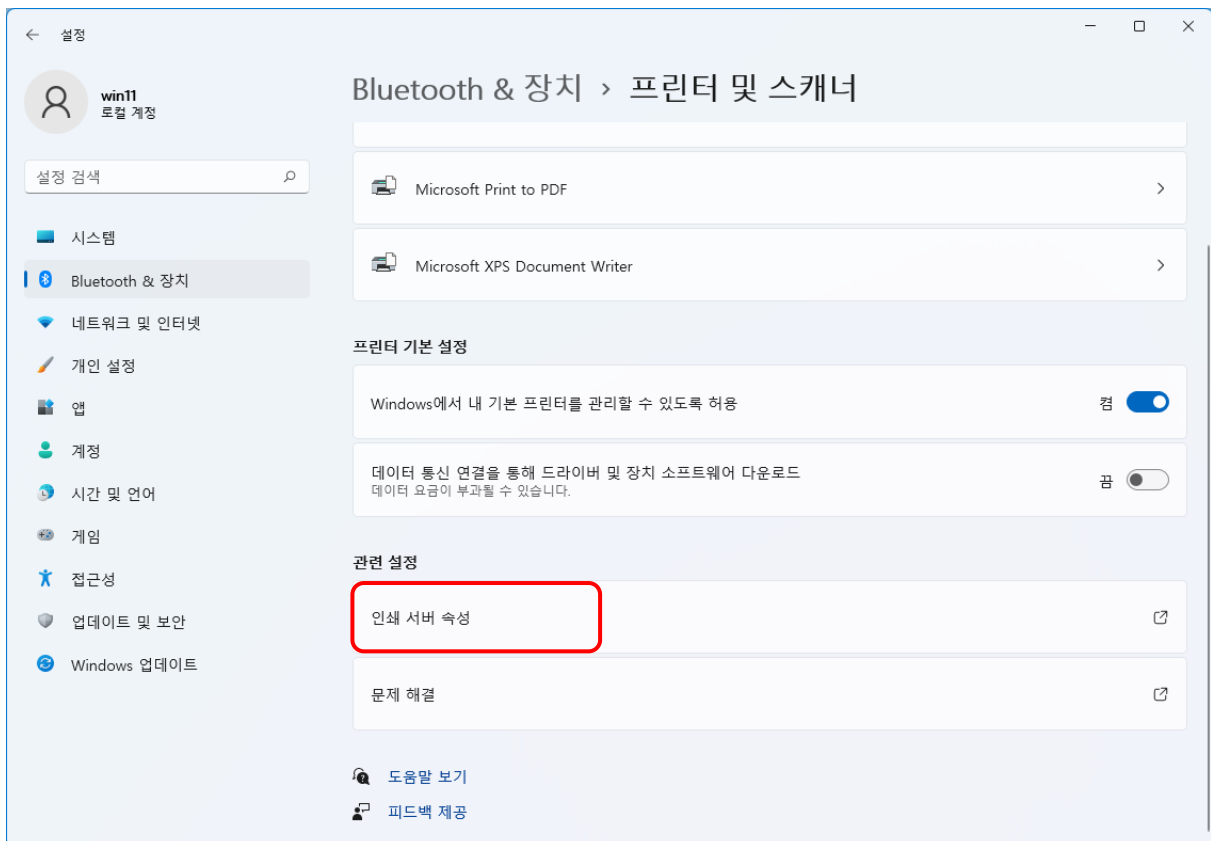 설정
win11
로컬 계정
설정 검색
시스템
Bluetooth & 장치
네트워크 및 인터넷
개인 설정
앱
계정
시간 및 언어
게임
접근성
업데이트 및 보안
Windows 업데이트
Bluetooth & 장치 › 프린터 및 스캐너
Microsoft Print to PDF
Microsoft XPS Document Writer
프린터 기본 설정
Windows에서 내 기본 프린터를 관리할 수 있도록 허용
켬
데이터 통신 연결을 통해 드라이버 및 장치 소프트웨어 다운로드
데이터 요금이 부과될 수 있습니다.
끔
관련 설정
인쇄 서버 속성
문제 해결
도움말 보기
피드백 제공